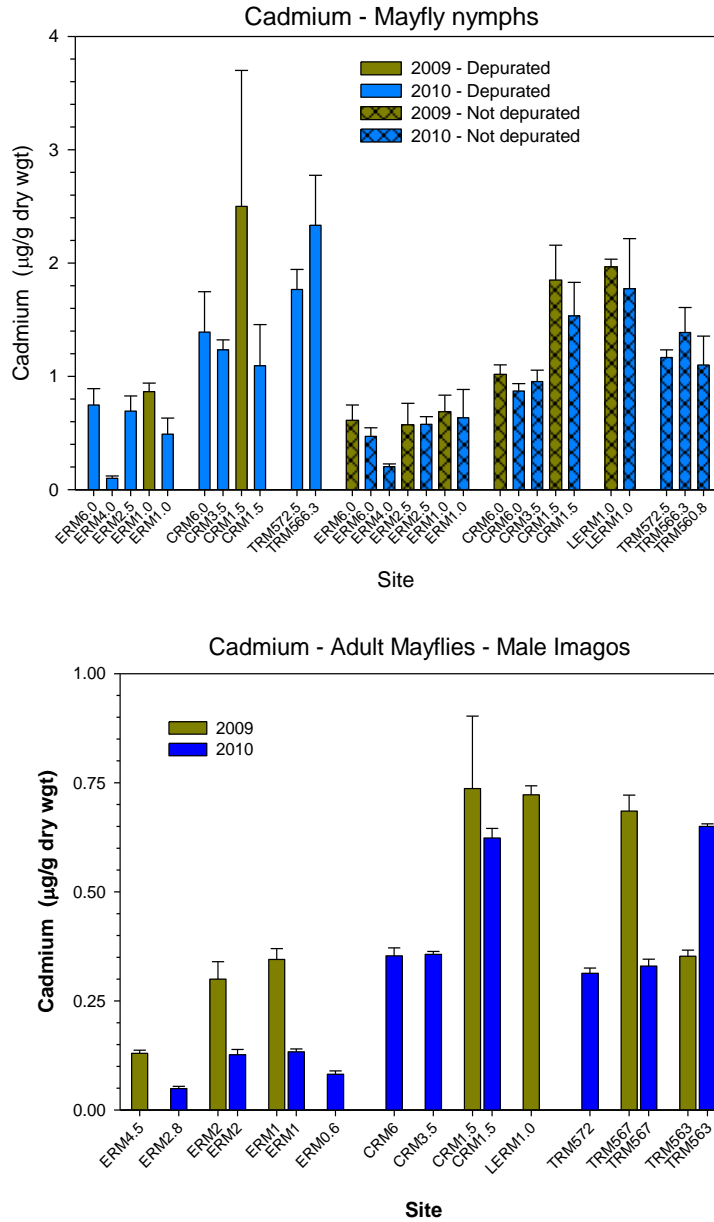 Cadmium - Mayfly nymphs
Cadmium (µg/g dry wgt)
4
3
2
1
0
2009 - Depurated
2010 - Depurated
2009 - Not depurated
2010 - Not depurated
ERM6.0
ERM4.0
ERM2.5
ERM1.0
ERM1.0
CRM6.0
CRM3.5
CRM1.5
CRM1.5
TRM572.5
TRM566.3
ERM6.0
ERM6.0
ERM4.0
ERM2.5
ERM2.5
ERM1.0
ERM1.0
CRM6.0
CRM6.0
CRM3.5
CRM1.5
CRM1.5
LERM1.0
LERM1.0
TRM572.5
TRM566.3
TRM560.8
Site
Cadmium - Adult Mayflies - Male Imagos
Cadmium (µg/g dry wgt)
1.00
0.75
0.50
0.25
0.00
2009
2010
ERM4.5
ERM2.8
ERM2
ERM2
ERM1
ERM1
ERM0.6
CRM6
CRM3.5
CRM1.5
CRM1.5
LERM1.0
TRM572
TRM567
TRM567
TRM563
TRM563
Site